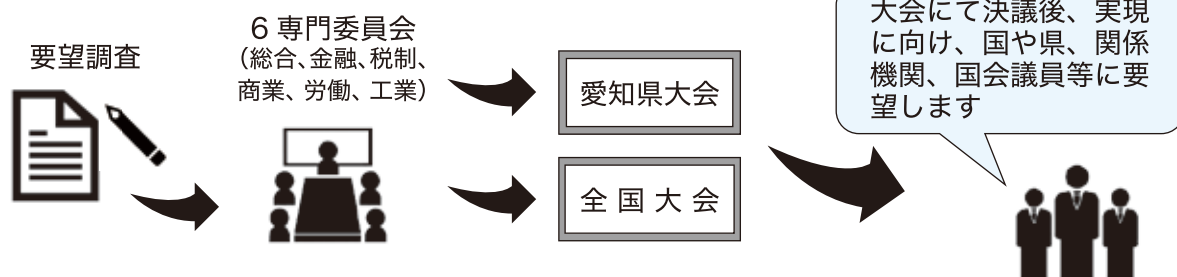 要望調査
6専門委員会
(総合、金融、税制、
商業、労働、工業)
愛知県大会
全国大会
大会にて決議後、実現
に向け、国や県、関係
機関、国会議員等に要
望します